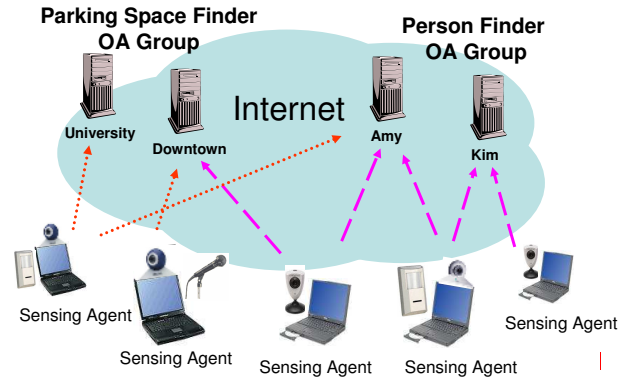 Parking Space Finder
OA Group
Person Finder
OA Group
Internet
University
Downtown
Amy
Kim
Sensing Agent
Sensing Agent
Sensing Agent
Sensing Agent
Sensing Agent